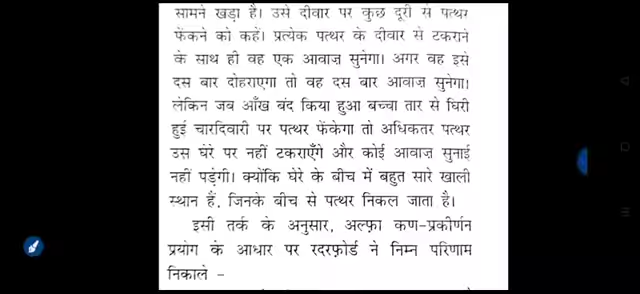 सामने खड़ा है। उसे दीवार पर कुछ दूरी से पत्थर
फेंकने को कहें। प्रत्येक पत्थर के दीवार से टकराने
के साथ ही वह एक आवाज़ सुनेगा। अगर वह इसे
दस बार दोहराएगा तो वह दस बार आवाज़ सुनेगा।
लेकिन जब आँख बंद किया हुआ बच्चा तार से घिरी
हुई चारदिवारी पर पत्थर फेंकेगा तो अधिकतर पत्थर
उस घेरे पर नहीं टकराएँगे और कोई आवाज़ सुनाई
नहीं पड़ेगी। क्योंकि घेरे के बीच में बहुत सारे खाली
स्थान हैं, जिनके बीच से पत्थर निकल जाता है।
इसी तर्क के अनुसार, अल्फ़ा कण-प्रकीर्णन
प्रयोग के आधार पर रदरफ़ोर्ड ने निम्न परिणाम
निकाले -